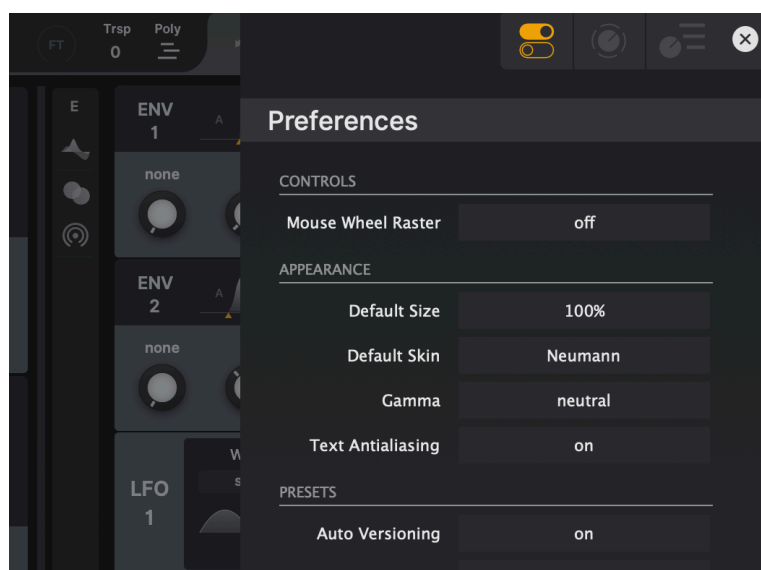 FT
Trsp
0
Poly
E
ENV
1
A
none
ENV
2
A
none
LFO
1
W
s
Preferences
CONTROLS
Mouse Wheel Raster off
APPEARANCE
Default Size 100%
Default Skin Neumann
Gamma neutral
Text Antialiasing on
PRESETS
Auto Versioning on